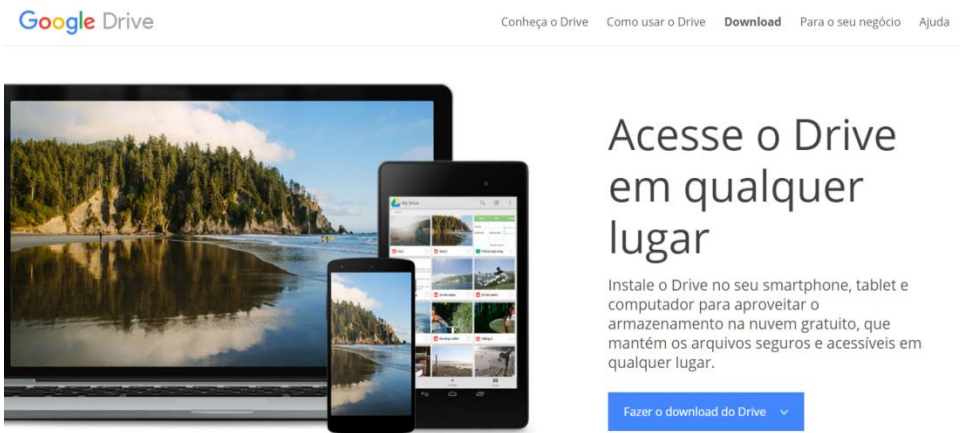 Google Drive
Conheça o Drive Como usar o Drive Download Para o seu negócio Ajuda
My Drive
Acesse o Drive
em qualquer
lugar
Instale o Drive no seu smartphone, tablet e
computador para aproveitar o
armazenamento na nuvem gratuito, que
mantém os arquivos seguros e acessíveis em
qualquer lugar.
Fazer o download do Drive